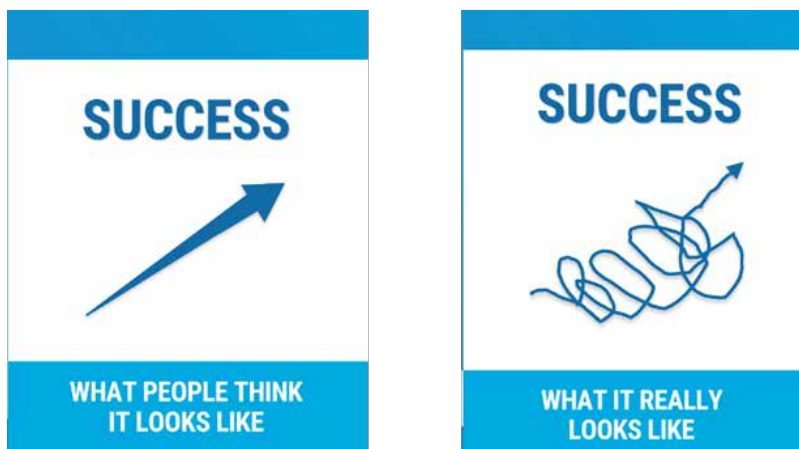 SUCCESS
WHAT PEOPLE THINK
IT LOOKS LIKE
SUCCESS
WHAT IT REALLY
LOOKS LIKE